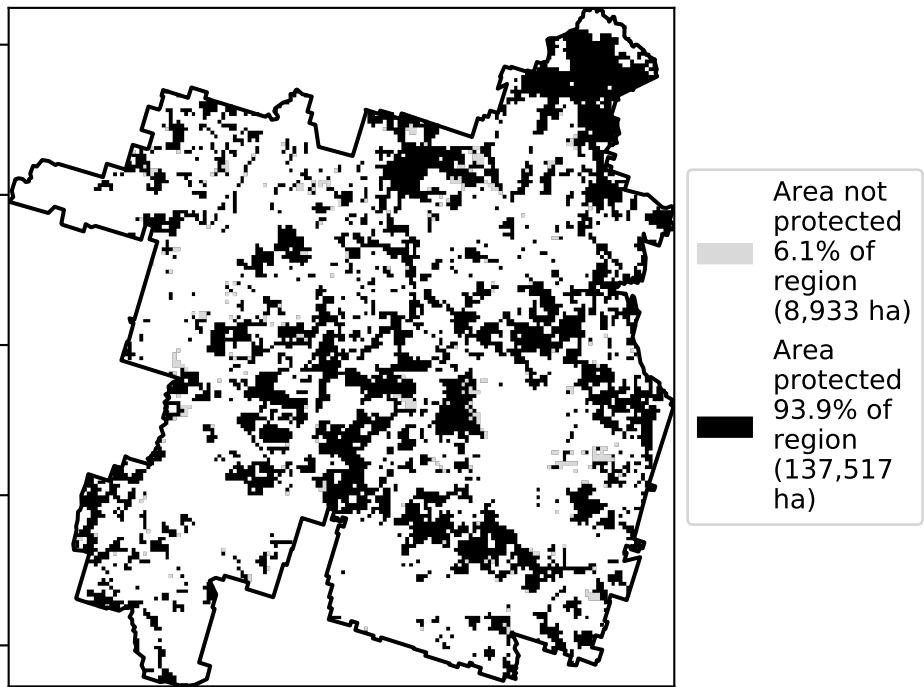 Area not
protected
6.1% of
region
(8,933 ha)
Area
protected
93.9% of
region
(137,517
ha)